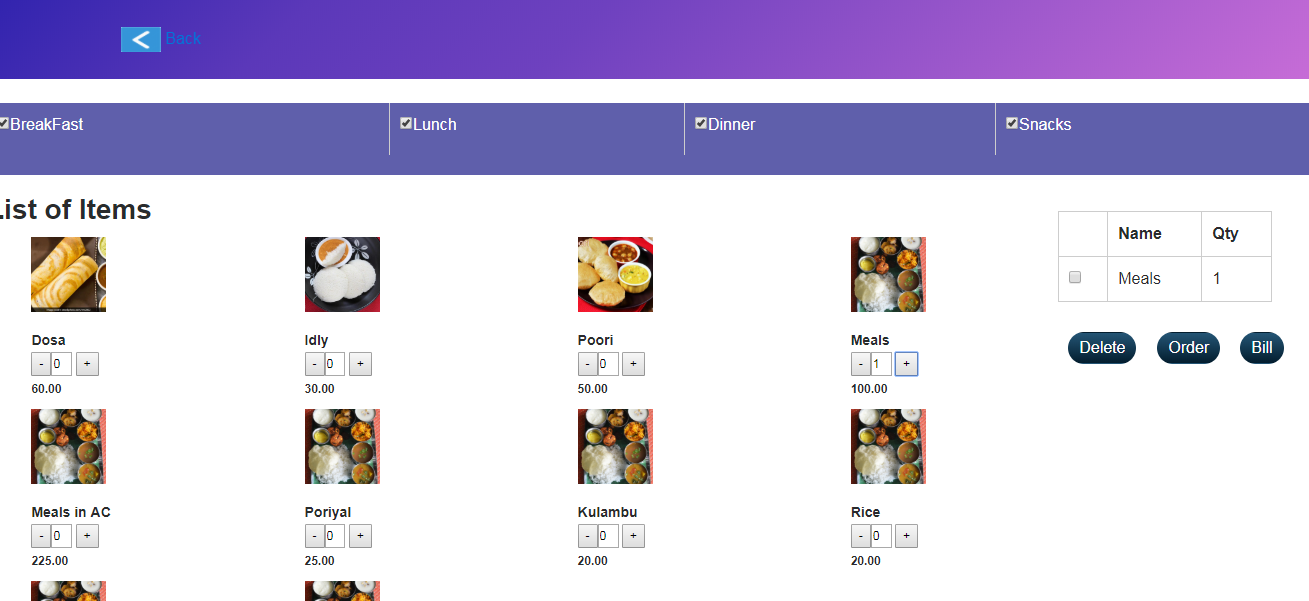 Back
BreakFast Lunch Dinner Snacks
List of Items
Name Qty
Meals 1
Delete Order Bill
Dosa Idly Poori Meals
- 0 + - 0 + - 0 + - 1 +
60.00 30.00 50.00 100.00
Meals in AC Poriyal Kulambu Rice
- 0 + - 0 + - 0 + - 0 +
225.00 25.00 20.00 20.00